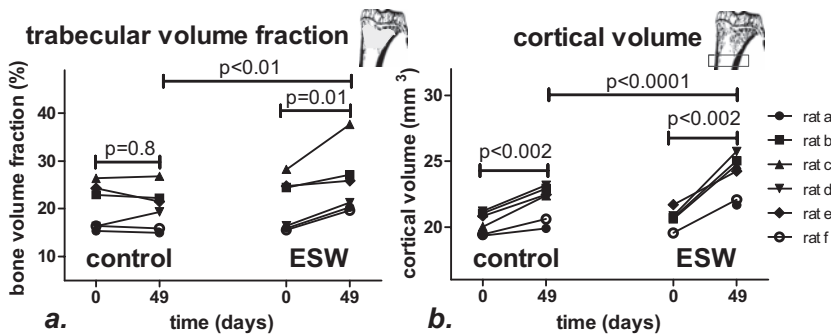 trabecular volume fraction
p<0.01
p=0.01
p=0.8
bone volume fraction (%)
40
30
20
10
control
ESW
0
49
0
49
time (days)
a.
cortical volume
p<0.0001
p<0.002
p<0.002
cortical volume (mm³)
30
25
20
control
ESW
0
49
0
49
time (days)
b.
rat a
rat b
rat c
rat d
rat e
rat f